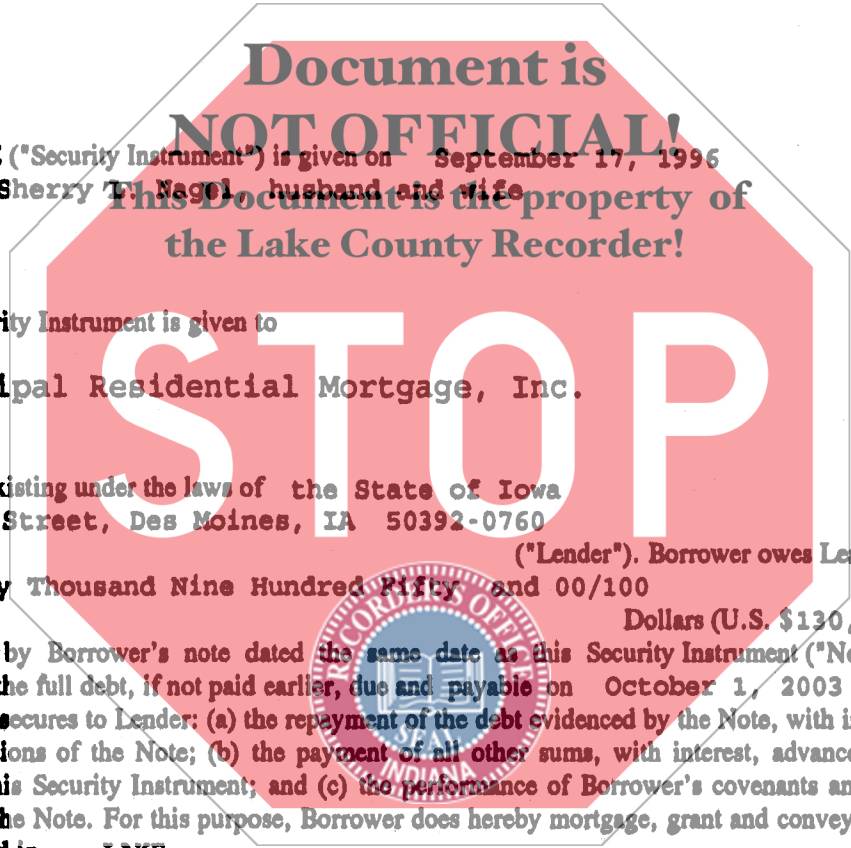 Document is
NOT OFFICIAL!
("Security Instrument") is given on September 17, 1996
Sherry L. Nagel, husband and wife
This Document is the property of
the Lake County Recorder!
ity Instrument is given to
STOP
ipal Residential Mortgage, Inc.
xisting under the laws of the State of Iowa
Street, Des Moines, IA 50392-0760
("Lender"). Borrower owes Le
y Thousand Nine Hundred Fifty and 00/100
Dollars (U.S. $130,
by Borrower's note dated the same date as this Security Instrument ("No
he full debt, if not paid earlier, due and payable on October 1, 2003
secures to Lender: (a) the repayment of the debt evidenced by the Note, with i
ions of the Note; (b) the payment of all other sums, with interest, advanc
is Security Instrument; and (c) the performance of Borrower's covenants an
he Note. For this purpose, Borrower does hereby mortgage, grant and convey
RECORDER'S OFFICE
SEAL
INDIANA
LAKE